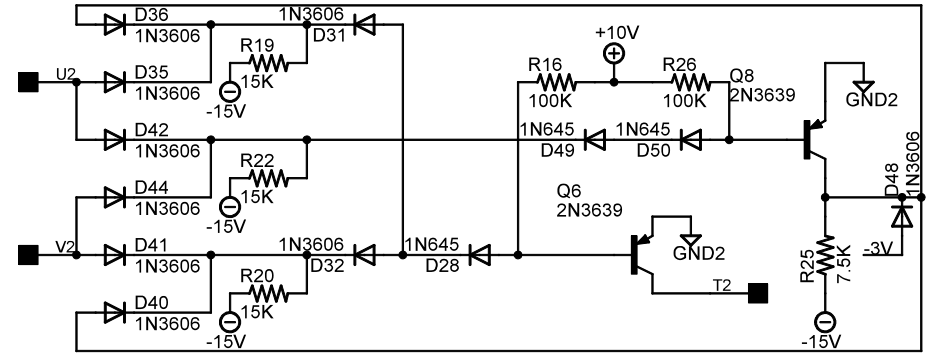 D36
1N3606
1N3606
D31
+10V
R19
15K
-15V
R16
100K
R26
100K
Q8
2N3639
GND2
U2
D35
1N3606
D42
1N3606
1N645
D49
1N645
D50
D48
1N3606
R22
15K
-15V
D44
1N3606
Q6
2N3639
V2
D41
1N3606
1N3606
D32
1N645
D28
GND2
R25
7.5K
-3V
R20
15K
-15V
T2
D40
1N3606
-15V